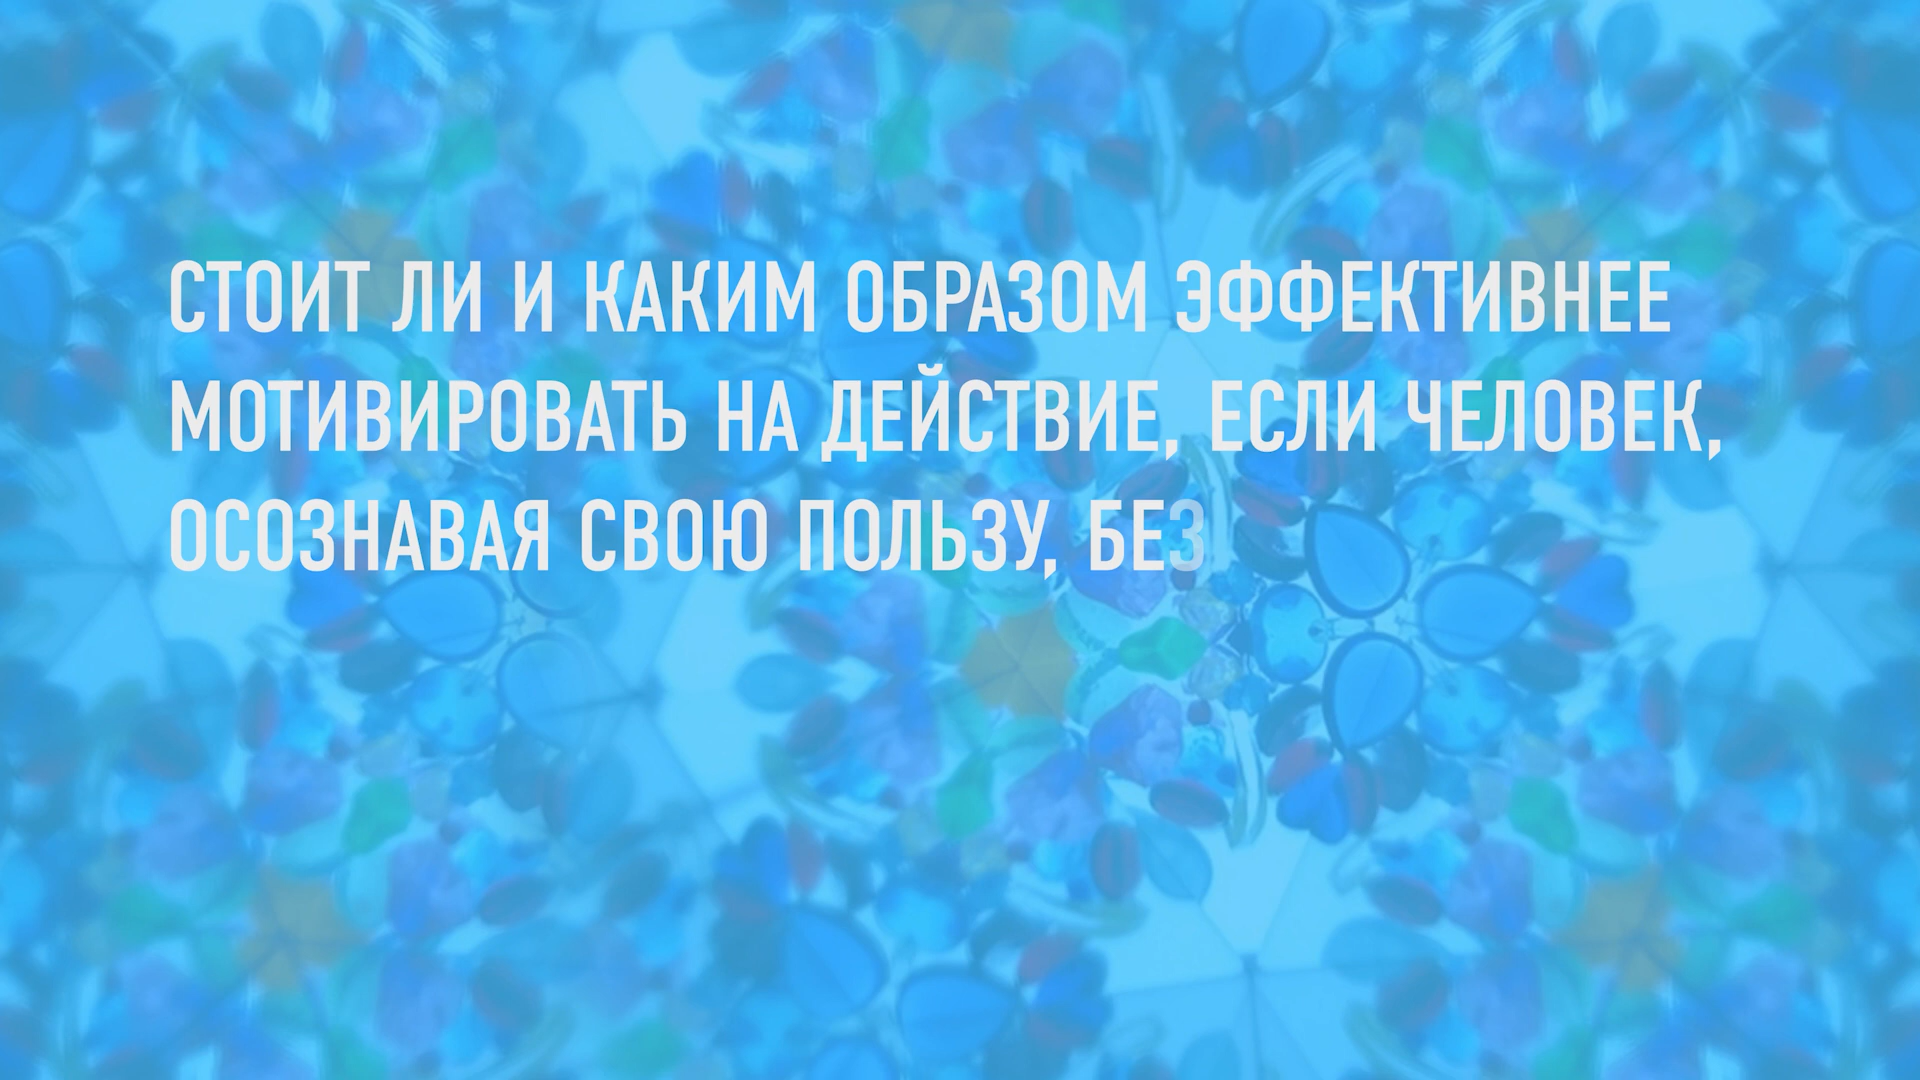 СТОИТ ЛИ И КАКИМ ОБРАЗОМ ЭФФЕКТИВНЕЕ
МОТИВИРОВАТЬ НА ДЕЙСТВИЕ, ЕСЛИ ЧЕЛОВЕК,
ОСОЗНАВАЯ СВОЮ ПОЛЬЗУ, БЕЗ